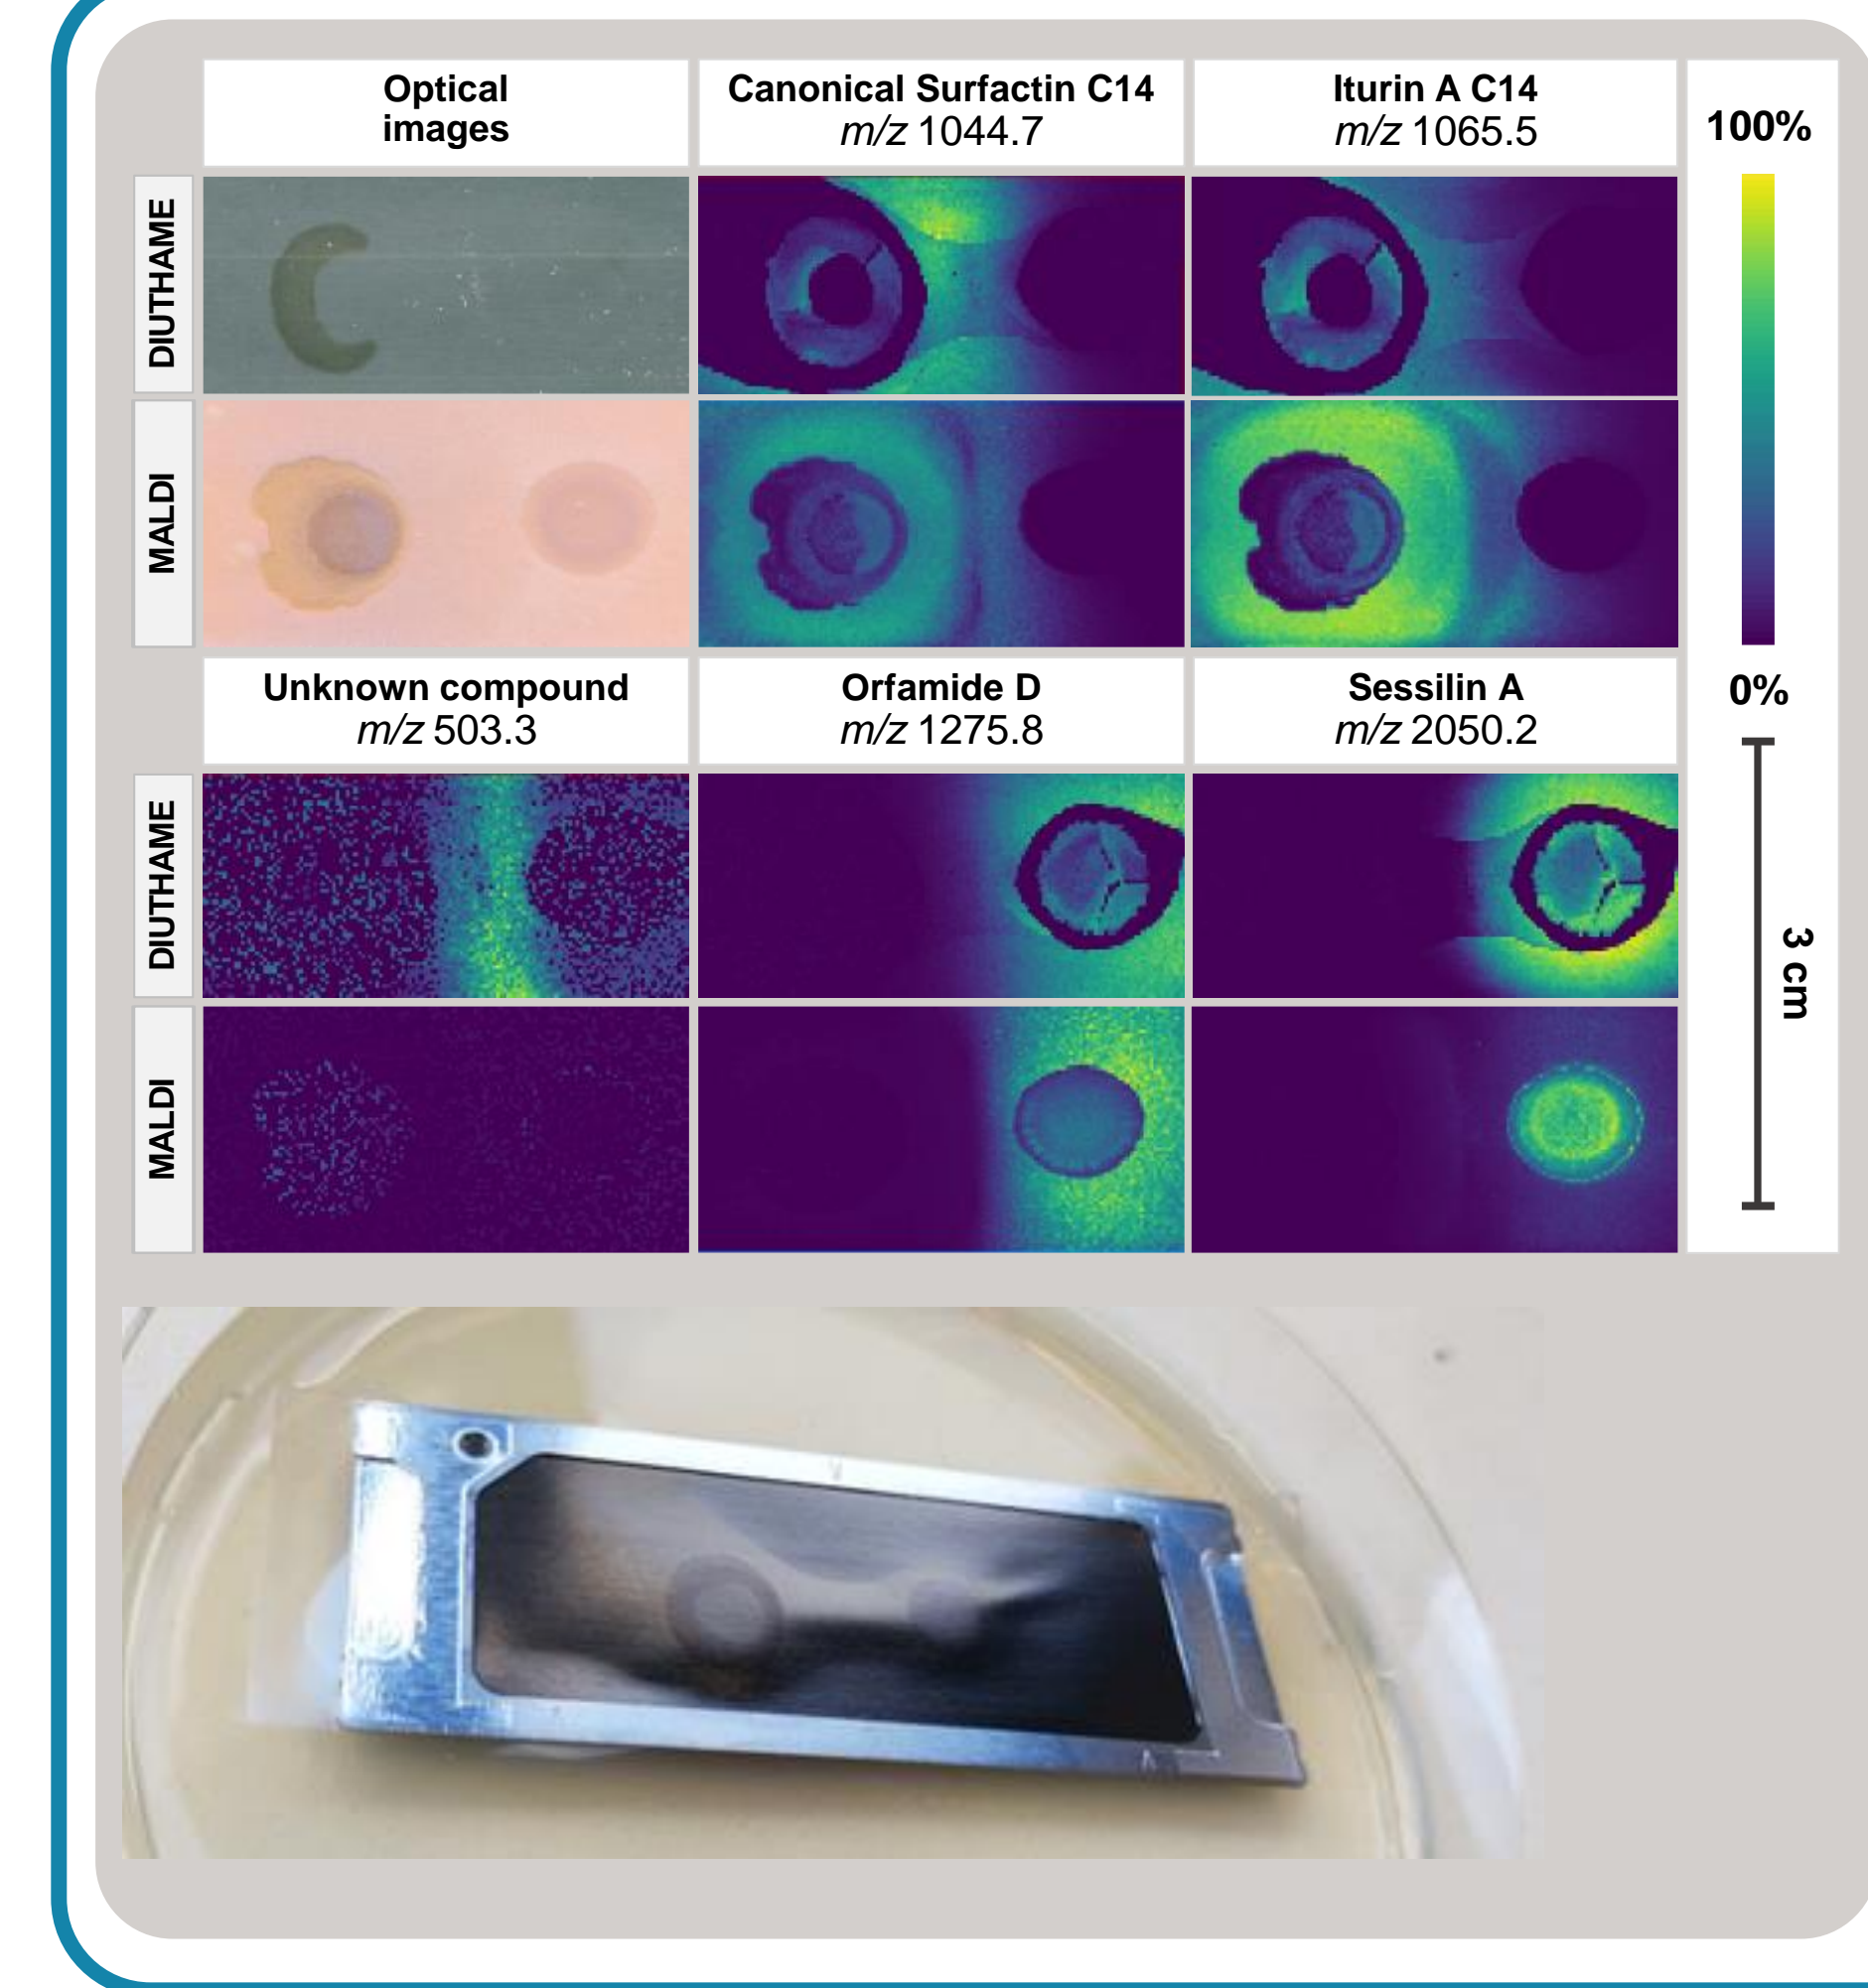 Optical
images
Canonical Surfactin C14
m/z 1044.7
Iturin A C14
m/z 1065.5
100%
DIUTHAME
MALDI
0%
Unknown compound
m/z 503.3
Orfamide D
m/z 1275.8
Sessilin A
m/z 2050.2
DIUTHAME
MALDI
3 cm